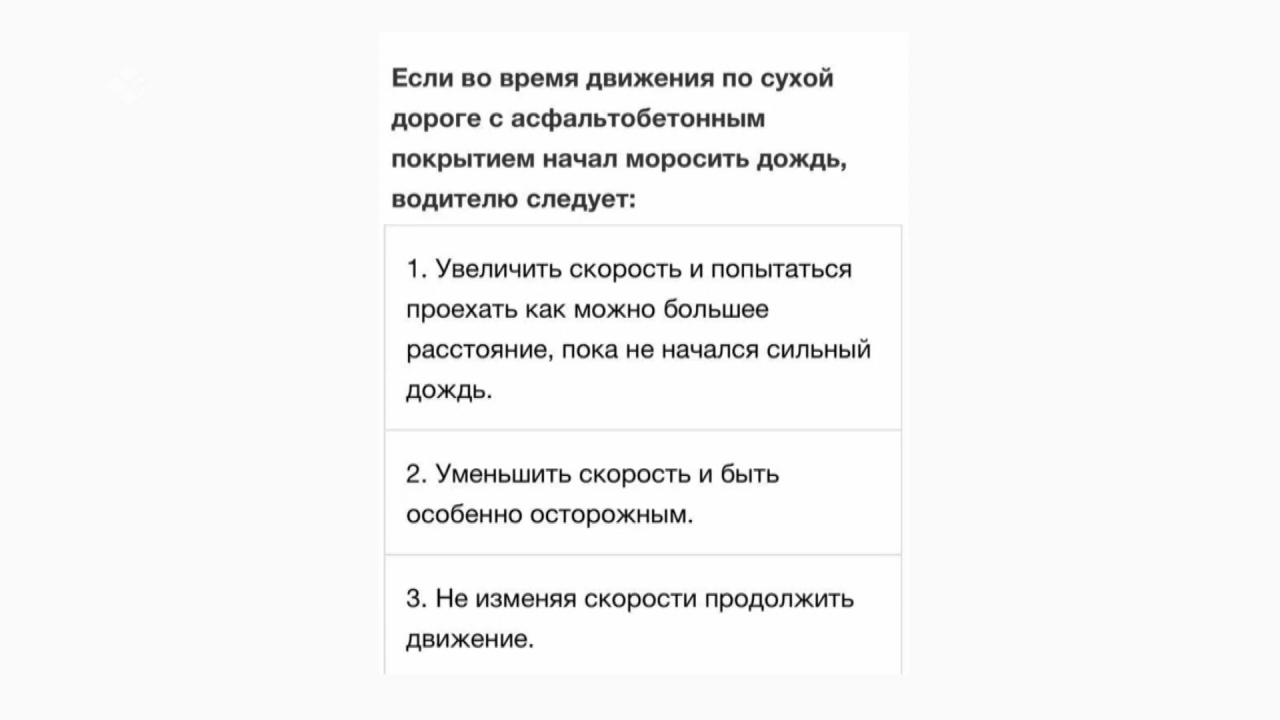 Если во время движения по сухой
дороге с асфальтобетонным
покрытием начал моросить дождь,
водителю следует:
1. Увеличить скорость и попытаться
проехать как можно большее
расстояние, пока не начался сильный
дождь.
2. Уменьшить скорость и быть
особенно осторожным.
3. Не изменяя скорости продолжить
движение.